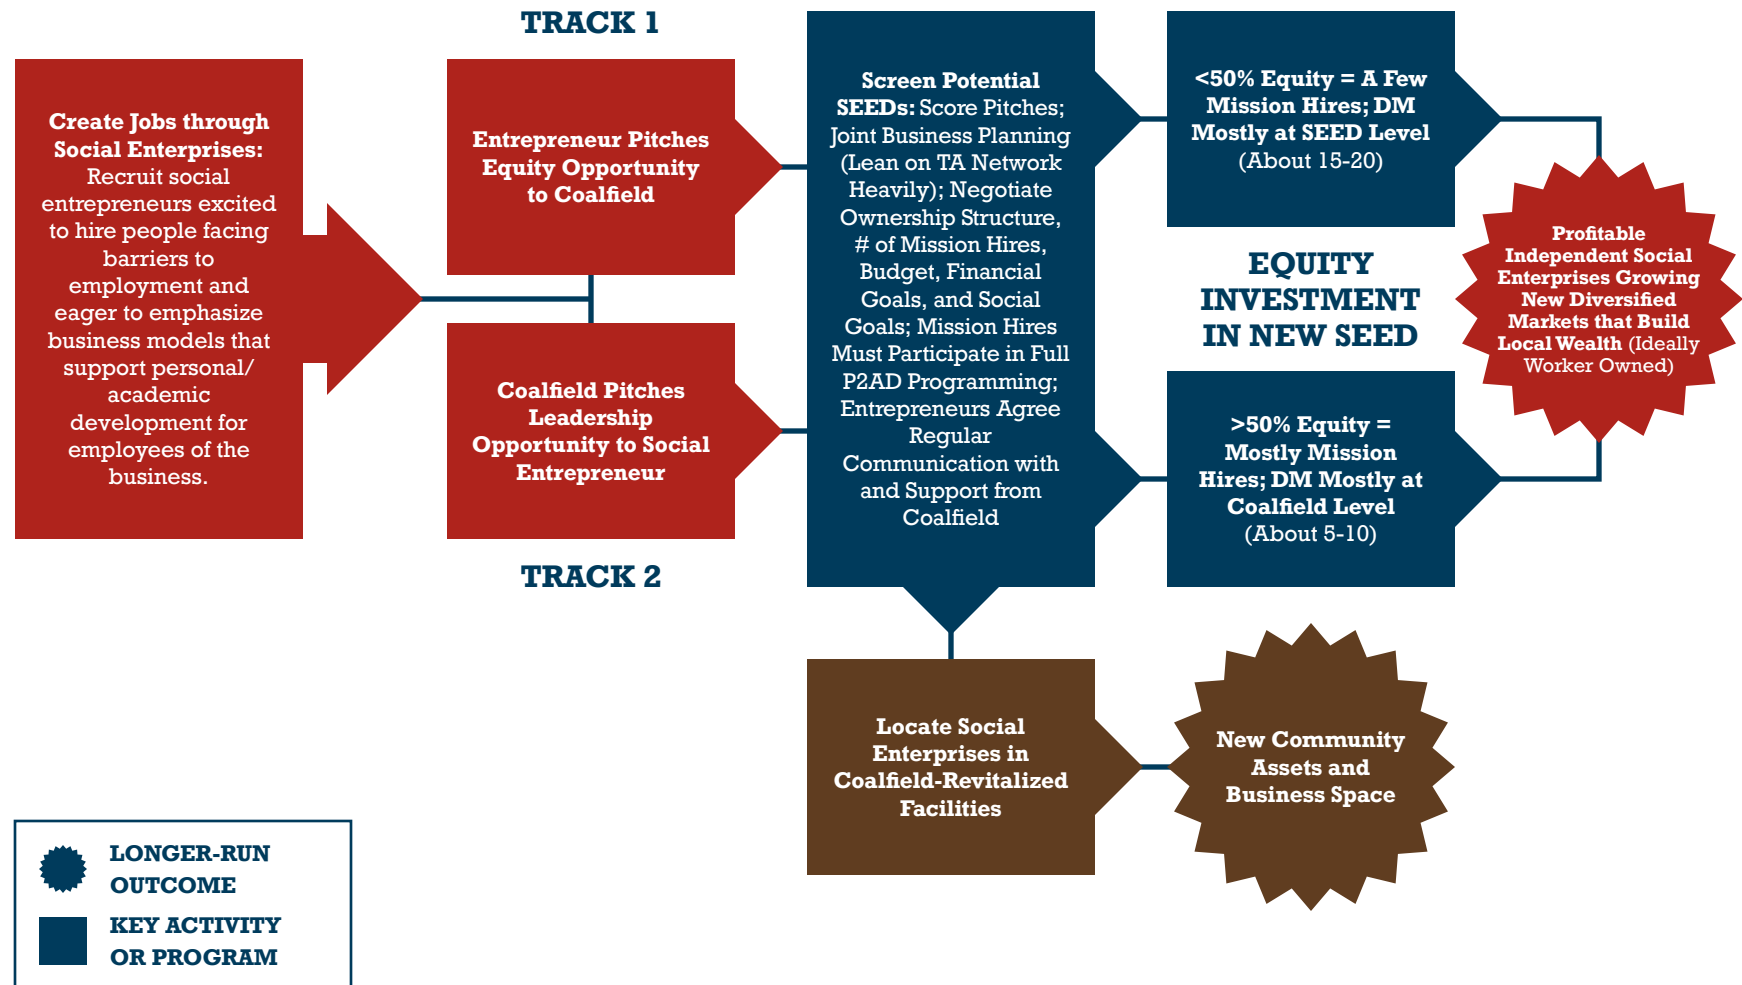 TRACK 1
Create Jobs through
Social Enterprises:
Recruit social
entrepreneurs excited
to hire people facing
barriers to
employment and
eager to emphasize
business models that
support personal/
academic
development for
employees of the
business.
Entrepreneur Pitches
Equity Opportunity
to Coalfield
Coalfield Pitches
Leadership
Opportunity to Social
Entrepreneur
TRACK 2
Screen Potential
SEEDs: Score Pitches;
Joint Business Planning
(Lean on TA Network
Heavily); Negotiate
Ownership Structure,
# of Mission Hires,
Budget, Financial
Goals, and Social
Goals; Mission Hires
Must Participate in Full
P2AD Programming;
Entrepreneurs Agree
Regular
Communication with
and Support from
Coalfield
<50% Equity = A Few
Mission Hires; DM
Mostly at SEED Level
(About 15-20)
EQUITY
INVESTMENT
IN NEW SEED
>50% Equity =
Mostly Mission
Hires; DM Mostly at
Coalfield Level
(About 5-10)
Profitable
Independent Social
Enterprises Growing
New Diversified
Markets that Build
Local Wealth (Ideally
Worker Owned)
Locate Social
Enterprises in
Coalfield-Revitalized
Facilities
New Community
Assets and
Business Space
LONGER-RUN
OUTCOME
KEY ACTIVITY
OR PROGRAM